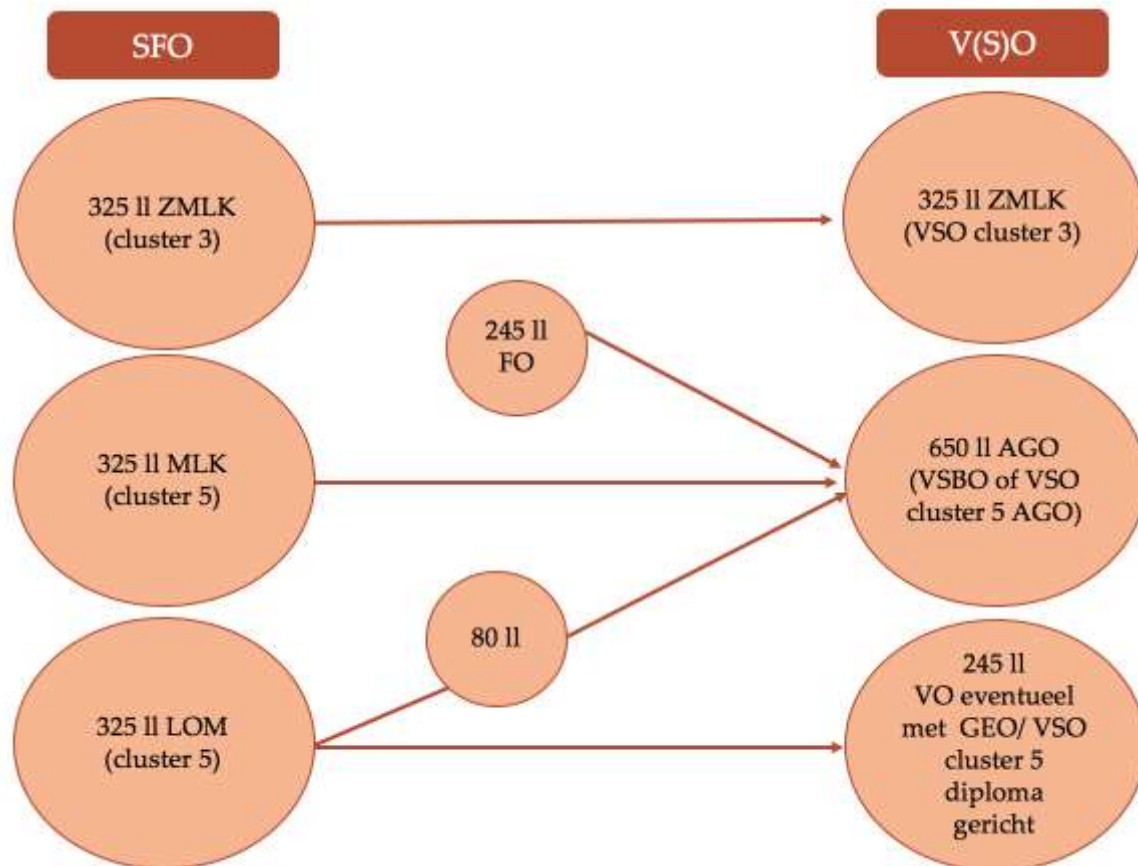 SFO
V(S)O
325 ll ZMLK
(cluster 3)
325 ll ZMLK
(VSO cluster 3)
245 ll
FO
325 ll MLK
(cluster 5)
650 ll AGO
(VSBO of VSO
cluster 5 AGO)
80 ll
325 ll LOM
(cluster 5)
245 ll
VO eventueel
met GEO/ VSO
cluster 5
diploma
gericht